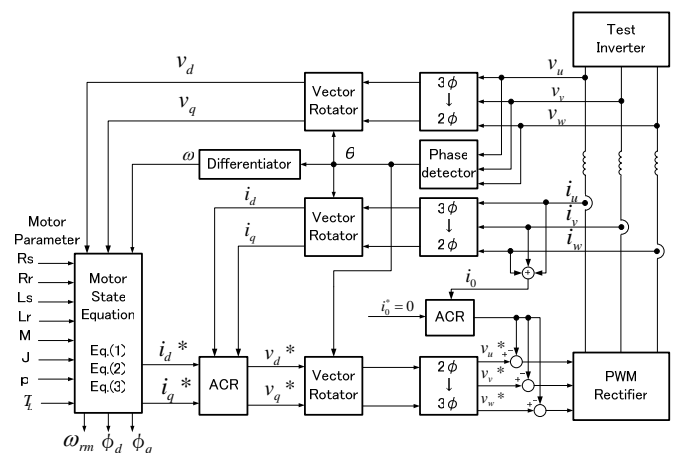 Test
Inverter
v_d
v_q
Vector
Rotator
3φ
↓
2φ
v_u
v_v
v_w
ω
Differentiator
θ
Phase
detector
i_d
i_q
Vector
Rotator
3φ
↓
2φ
i_u
i_v
i_w
Motor
Parameter
Rs
Rr
Ls
Lr
M
J
p
T_L
Motor
State
Equation
Eq.(1)
Eq.(2)
Eq.(3)
+
i_0
i_0^*=0
ACR
i_d*
i_q*
ACR
v_d*
v_q*
Vector
Rotator
2φ
↓
3φ
v_u*
v_v*
v_w*
+ −
+ −
+ −
PWM
Rectifier
ω_rm ϕ_d ϕ_q